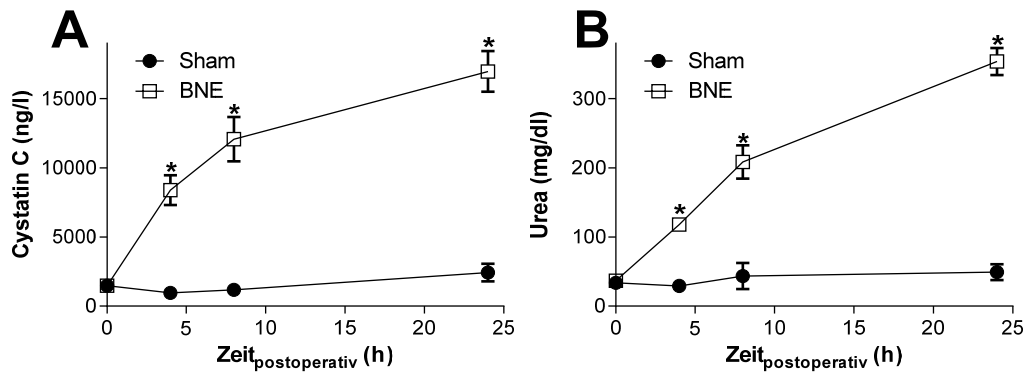 A
Sham
BNE
Cystatin C (ng/l)
15000
10000
5000
0
0 5 10 15 20 25
Zeitpostoperativ (h)
* * *
B
Sham
BNE
Urea (mg/dl)
300
200
100
0
0 5 10 15 20 25
Zeitpostoperativ (h)
* * *